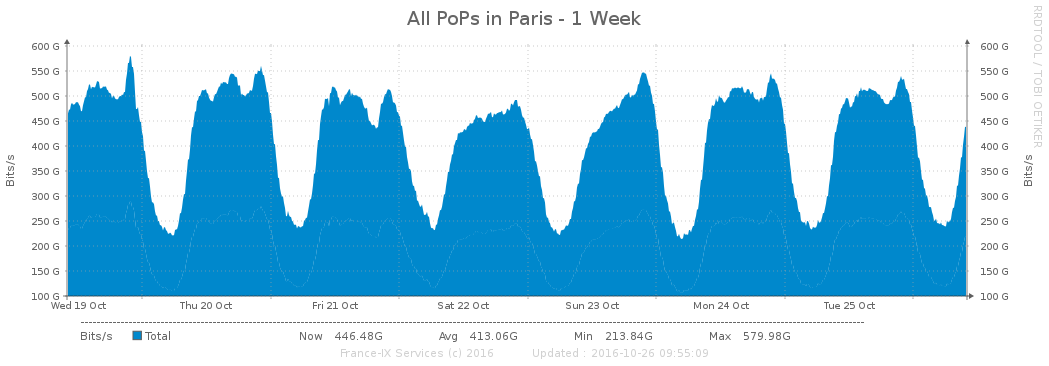 All PoPs in Paris - 1 Week
RRDTOOL / TOBI OETIKER
600 G 600 G
550 G 550 G
500 G 500 G
450 G 450 G
400 G 400 G
350 G 350 G
300 G 300 G
250 G 250 G
200 G 200 G
150 G 150 G
100 G 100 G
Bits/s
Bits/s
Wed 19 Oct Thu 20 Oct Fri 21 Oct Sat 22 Oct Sun 23 Oct Mon 24 Oct Tue 25 Oct
Bits/s Total Now 446.48G Avg 413.06G Min 213.84G Max 579.98G
France-IX Services (c) 2016 Updated : 2016-10-26 09:55:09